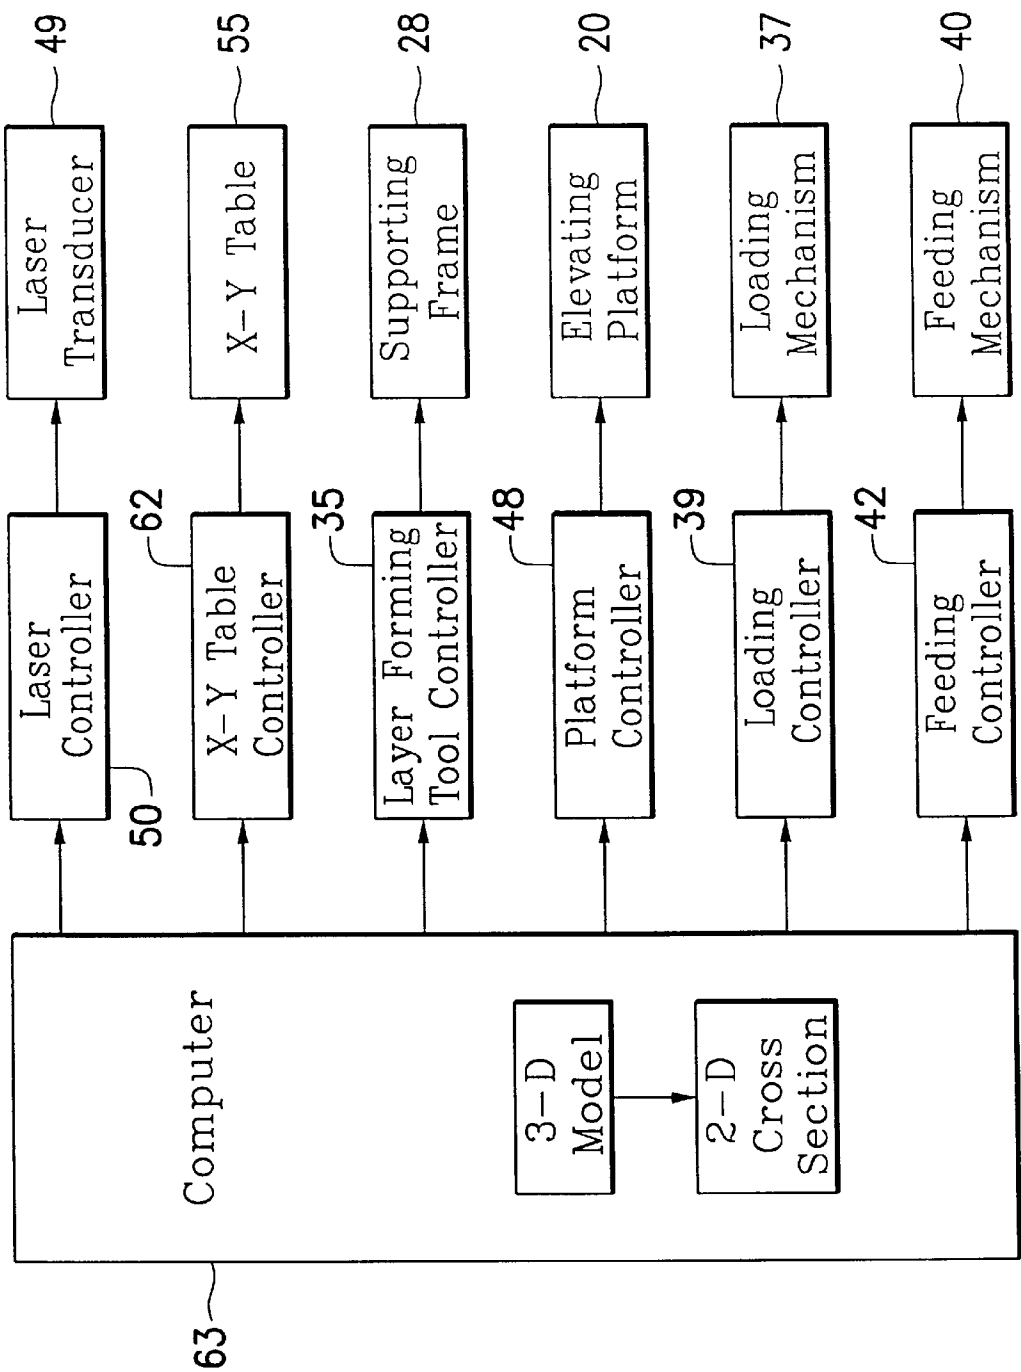 63
Computer
3-D
Model
2-D
Cross
Section
Laser
Controller
50
Laser
Transducer
49
X-Y Table
Controller
62
X-Y Table
55
Layer Forming
Tool Controller
35
Supporting
Frame
28
Platform
Controller
48
Elevating
Platform
20
Loading
Controller
39
Loading
Mechanism
37
Feeding
Controller
42
Feeding
Mechanism
40